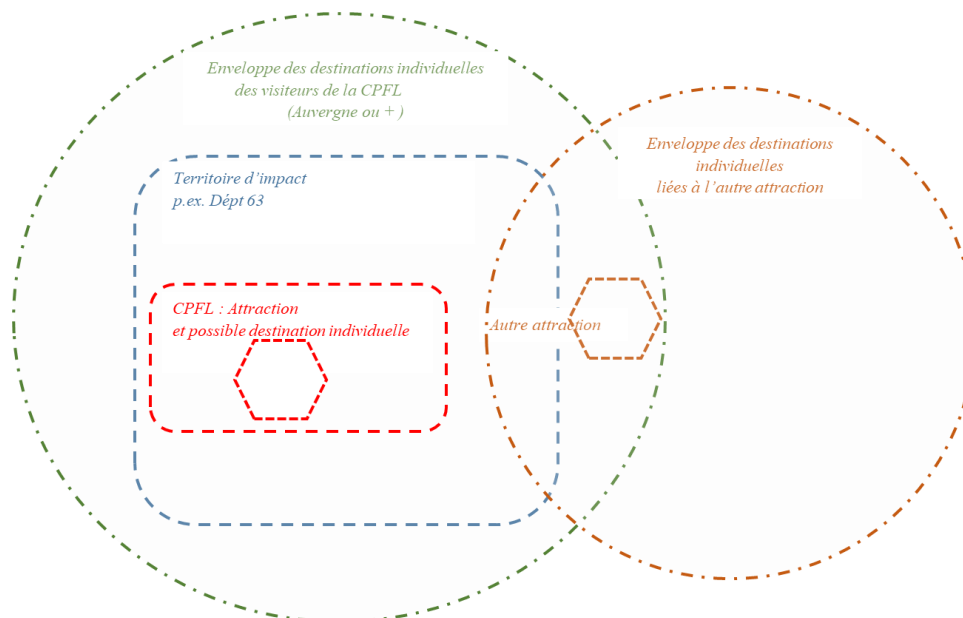 Enveloppe des destinations individuelles
des visiteurs de la CPFL
(Auvergne ou + )
Enveloppe des destinations
individuelles
liées à l’autre attraction
Territoire d’impact
p.ex. Dépt 63
CPFL : Attraction
et possible destination individuelle
Autre attraction